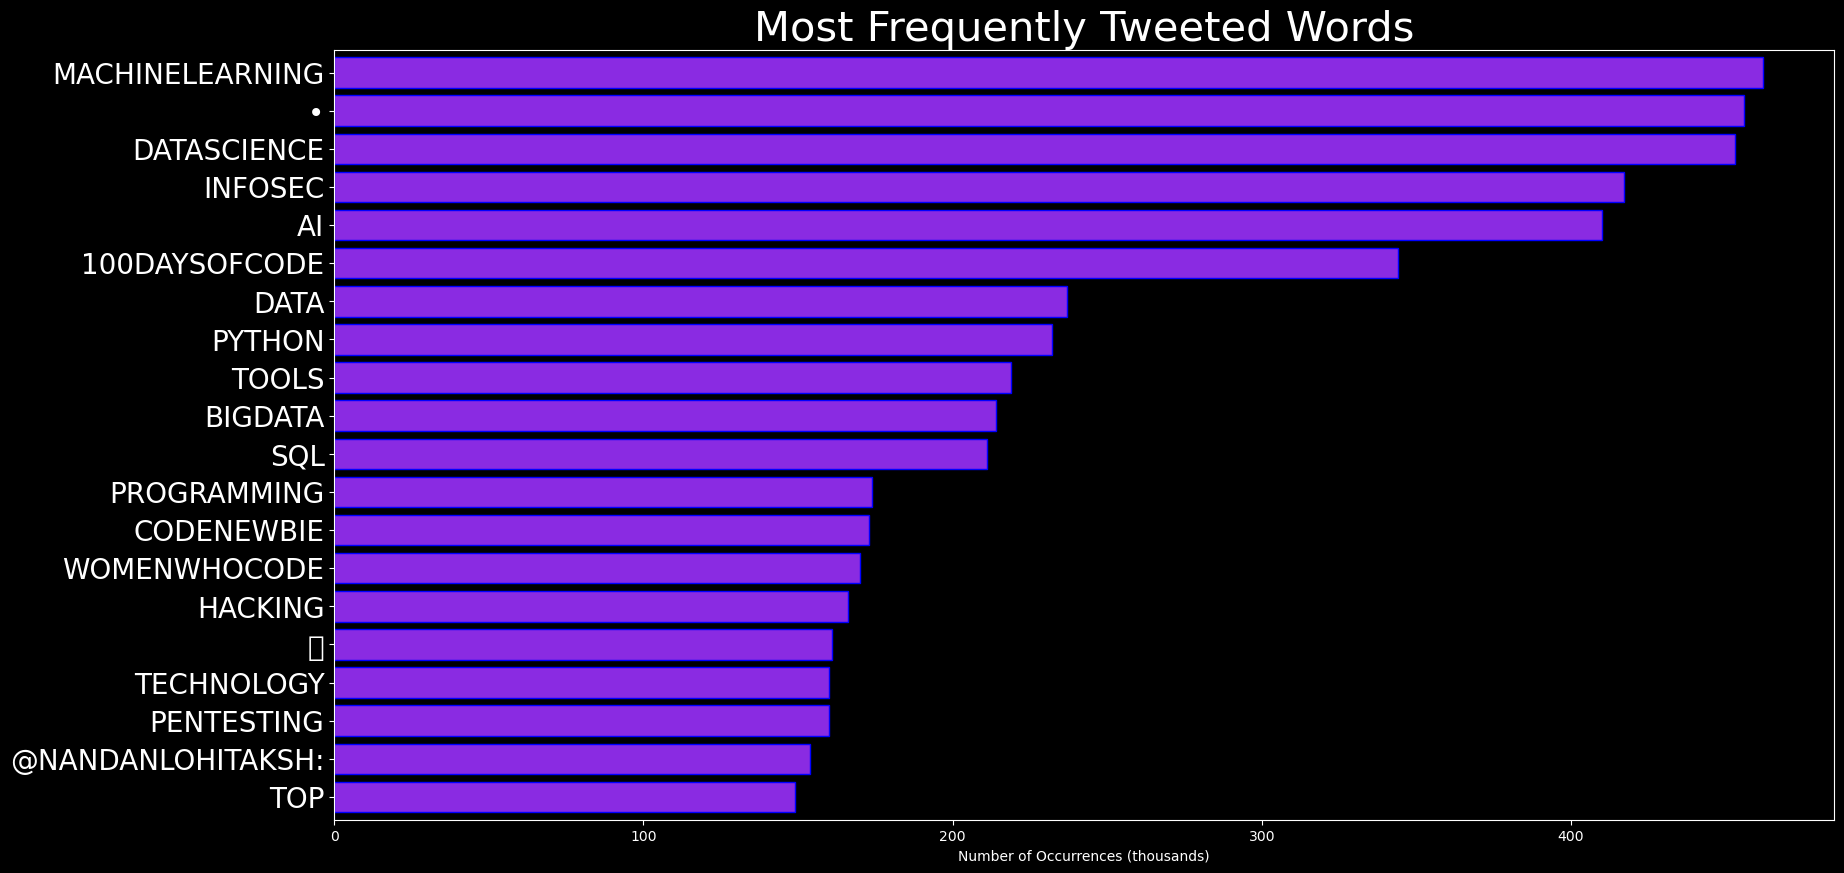 Most Frequently Tweeted Words
MACHINELEARNING
•
DATASCIENCE
INFOSEC
AI
100DAYSOFCODE
DATA
PYTHON
TOOLS
BIGDATA
SQL
PROGRAMMING
CODENEWBIE
WOMENWHOCODE
HACKING
TECHNOLOGY
PENTESTING
@NANDANLOHITAKSH:
TOP
0 100 200 300 400
Number of Occurrences (thousands)